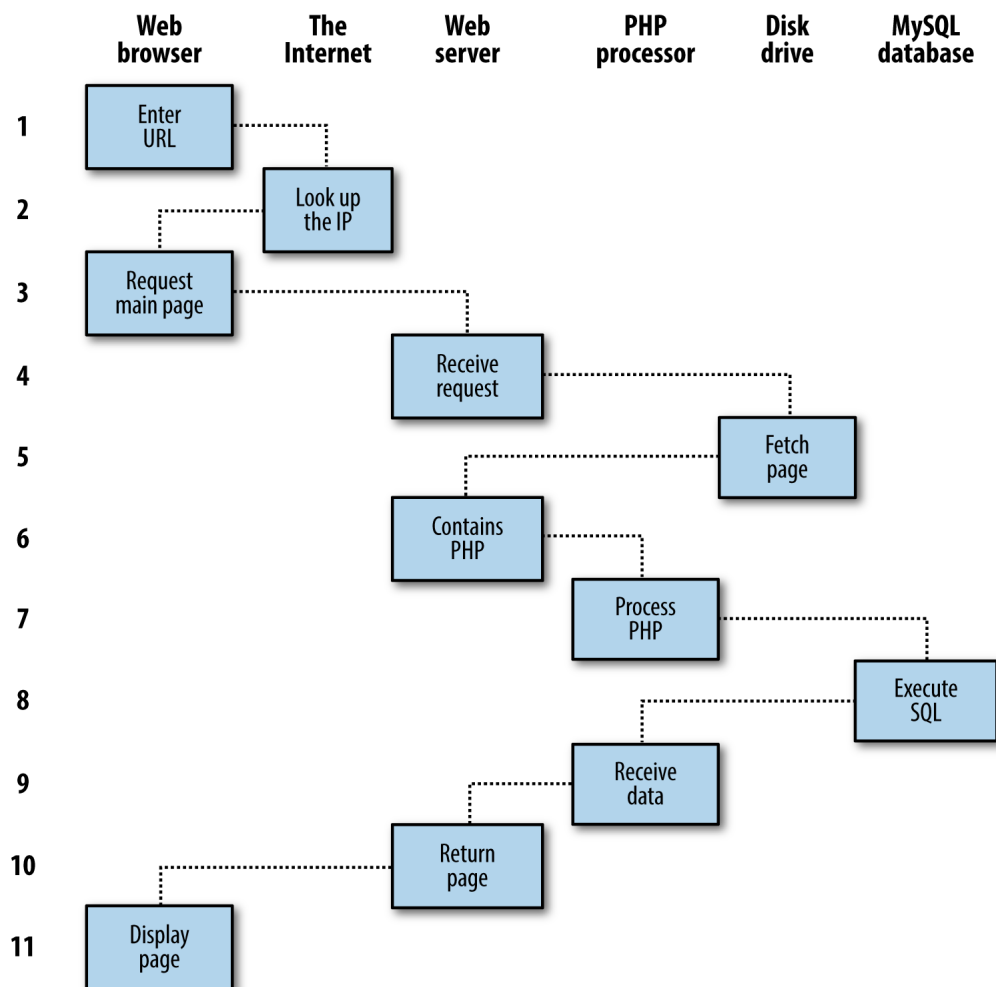 Web browser
The Internet
Web server
PHP processor
Disk drive
MySQL database
1
Enter
URL
2
Look up
the IP
3
Request
main page
4
Receive
request
5
Fetch
page
6
Contains
PHP
7
Process
PHP
8
Execute
SQL
9
Receive
data
10
Return
page
11
Display
page